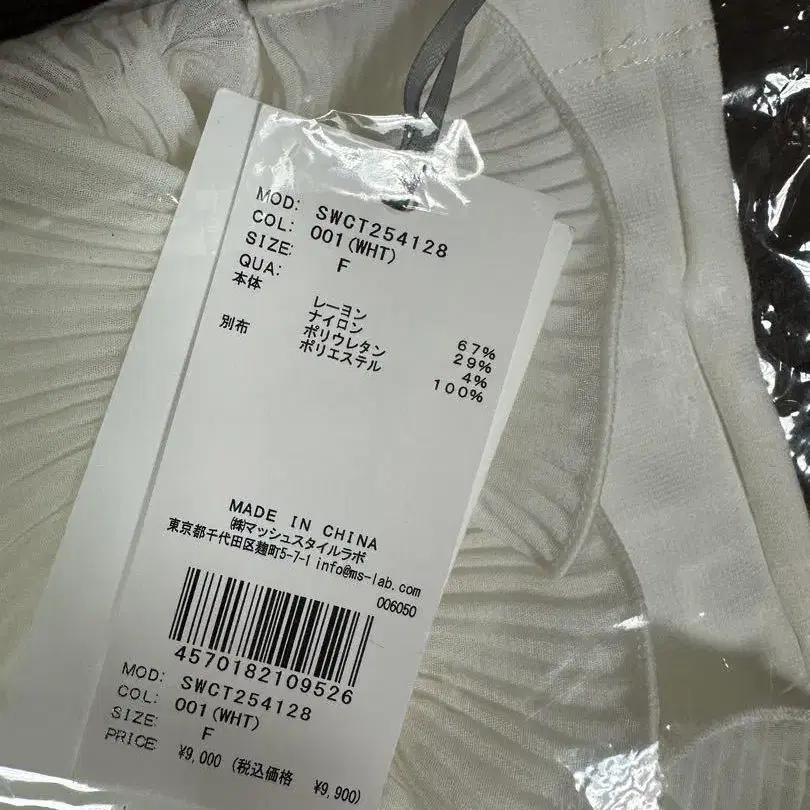 MOD: SWCT254128
COL: 001(WHT)
SIZE: F
QUA:
本体
レーヨン 67%
ナイロン 29%
ポリウレタン 4%
別布 ポリエステル 100%
MADE IN CHINA
㈱マッシュスタイルラボ
東京都千代田区麹町5-7-1 info@ms-lab.com
006050
4570182109526
MOD: SWCT254128
COL: 001(WHT)
SIZE: F
PRICE: ¥9,000 (税込価格 ¥9,900)